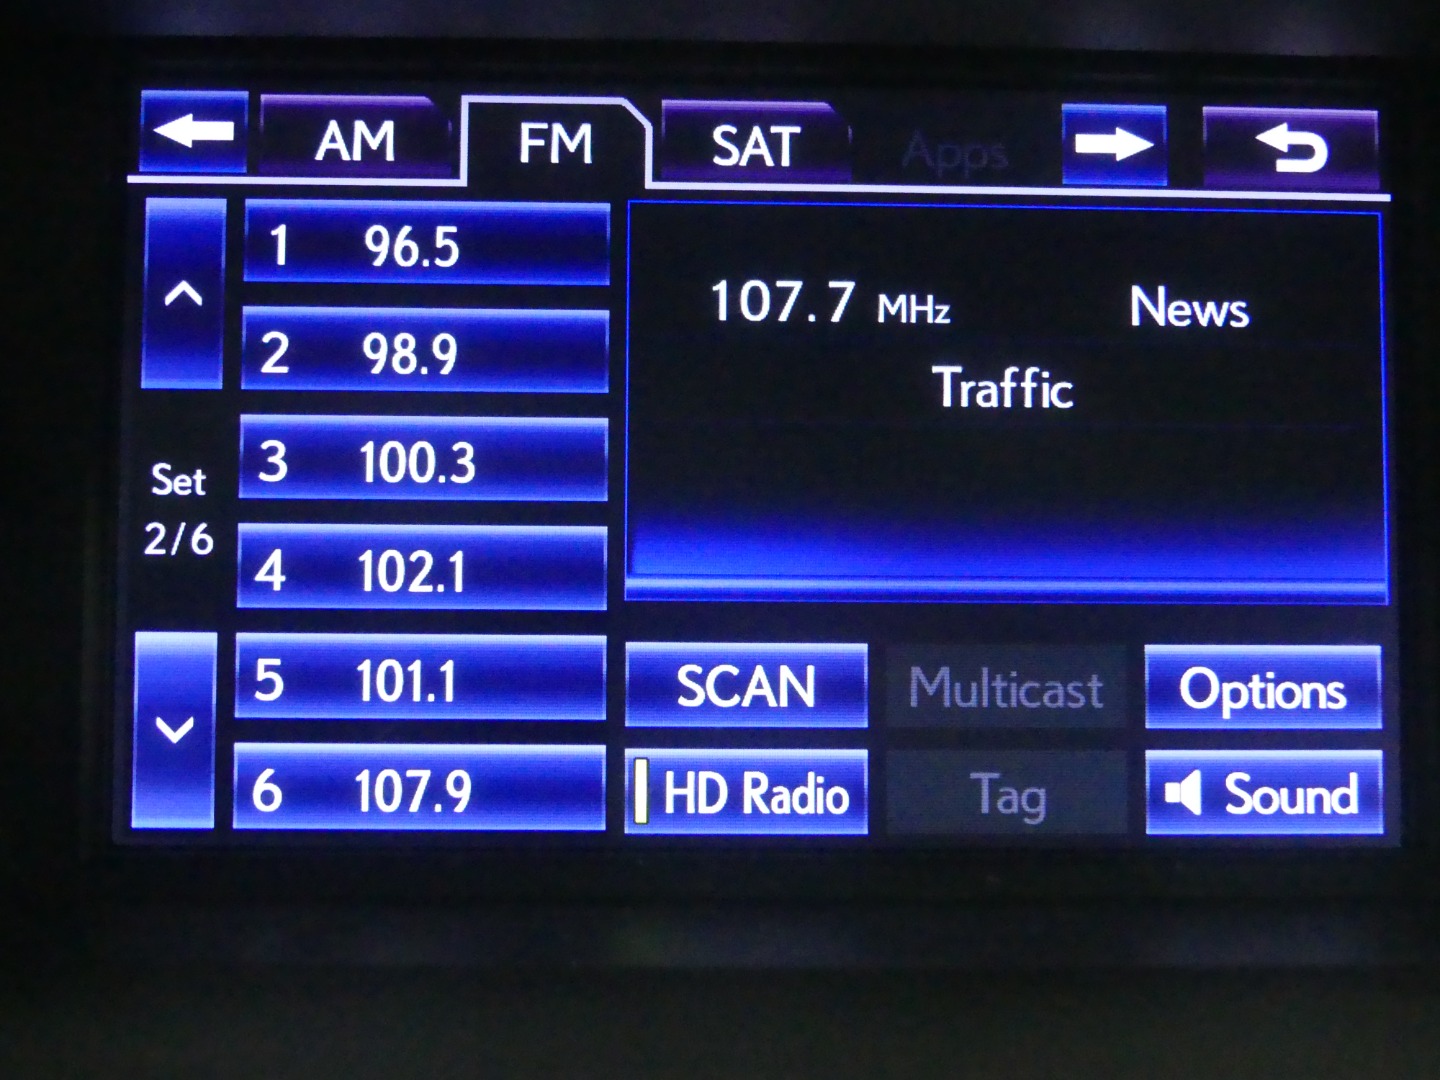 AM FM SAT Apps
1 96.5
2 98.9
3 100.3
4 102.1
5 101.1
6 107.9
Set
2/6
107.7 MHz News
Traffic
SCAN Multicast Options
HD Radio Tag Sound